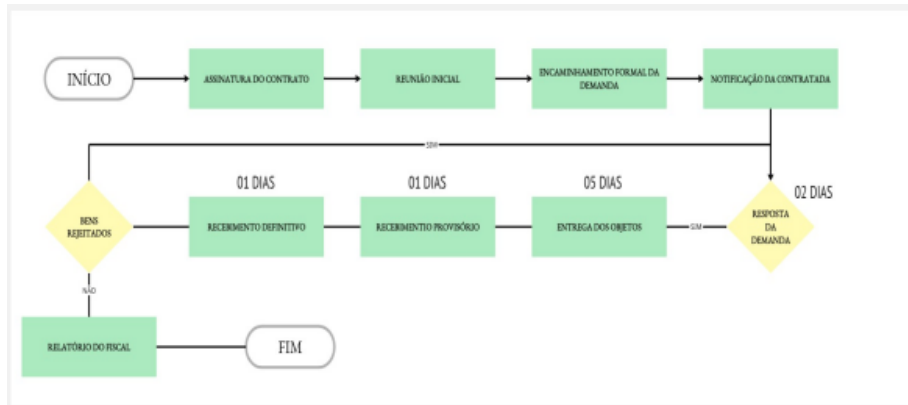 INÍCIO
ASSINATURA DO CONTRATO
REUNIÃO INICIAL
ENCAMINHAMENTO FORMAL DA
DEMANDA
NOTIFICAÇÃO DA CONTRATADA
SIM
01 DIAS
01 DIAS
05 DIAS
02 DIAS
BENS
REJEITADOS
RECEBIMENTO DEFINITIVO
RECEBIMENTIO PROVISÓRIO
ENTREGA DOS OBJETOS
SIM
RESPOSTA
DA
DEMANDA
NÃO
RELATÓRIO DO FISCAL
FIM